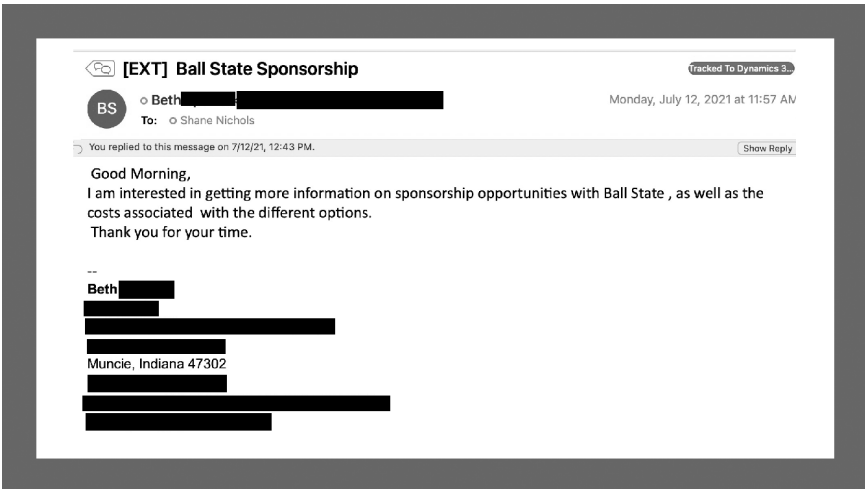 [EXT] Ball State Sponsorship
Tracked To Dynamics 3...
BS
Beth
Monday, July 12, 2021 at 11:57 AM
To: Shane Nichols
You replied to this message on 7/12/21, 12:43 PM.
Show Reply
Good Morning,
I am interested in getting more information on sponsorship opportunities with Ball State , as well as the
costs associated with the different options.
Thank you for your time.
--
Beth
Muncie, Indiana 47302